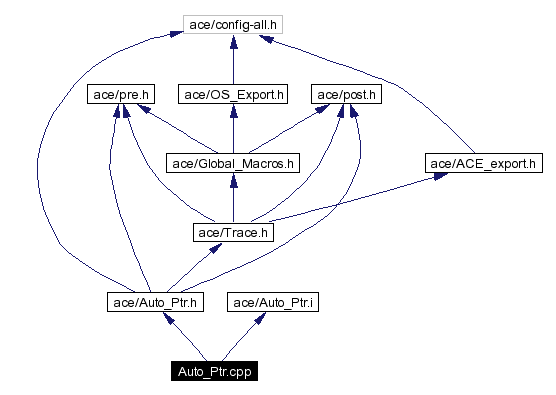 ace/config-all.h
ace/pre.h
ace/OS_Export.h
ace/post.h
ace/Global_Macros.h
ace/ACE_export.h
ace/Trace.h
ace/Auto_Ptr.h
ace/Auto_Ptr.i
Auto_Ptr.cpp